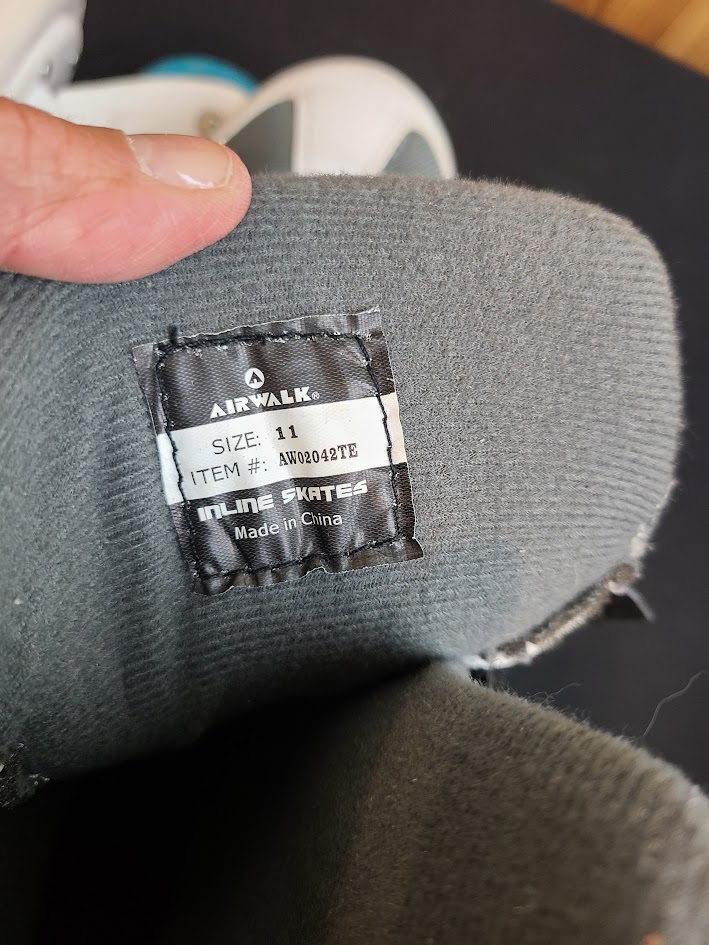 AIRWALK®
SIZE: 11
ITEM #: AW02042TE
INLINE SKATES
Made in China